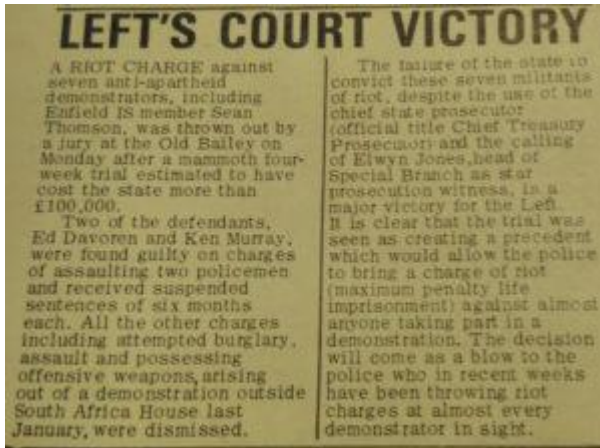 LEFT'S COURT VICTORY
A RIOT CHARGE against
seven anti-apartheid
demonstrators, including
Enfield IS member Sean
Thomson, was thrown out by
a jury at the Old Bailey on
Monday after a mammoth four-
week trial estimated to have
cost the state more than
£100,000.
Two of the defendants,
Ed Davoren and Ken Murray,
were found guilty on charges
of assaulting two policemen
and received suspended
sentences of six months
each. All the other charges
including attempted burglary,
assault and possessing
offensive weapons, arising
out of a demonstration outside
South Africa House last
January, were dismissed.
The failure of the state to
convict these seven militants
of riot, despite the use of the
chief state prosecutor
(official title Chief Treasury
Prosecutor) and the calling
of Elwyn Jones, head of
Special Branch as star
prosecution witness, is a
major victory for the Left.
It is clear that the trial was
seen as creating a precedent
which would allow the police
to bring a charge of riot
(maximum penalty life
imprisonment) against almost
anyone taking part in a
demonstration. The decision
will come as a blow to the
police who in recent weeks
have been throwing riot
charges at almost every
demonstrator in sight.